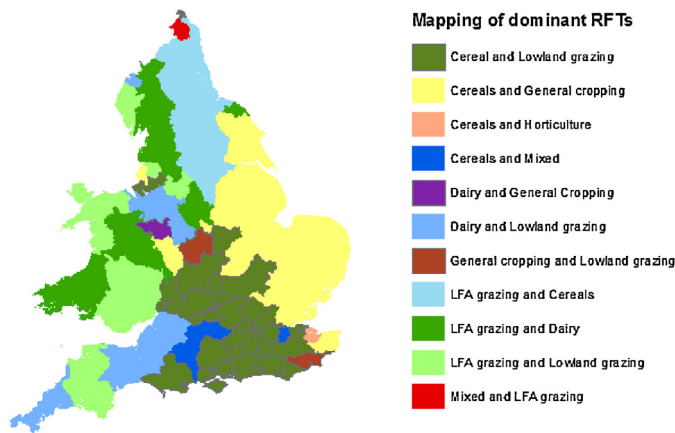 Mapping of dominant RFTs
Cereal and Lowland grazing
Cereals and General cropping
Cereals and Horticulture
Cereals and Mixed
Dairy and General Cropping
Dairy and Lowland grazing
General cropping and Lowland grazing
LFA grazing and Cereals
LFA grazing and Dairy
LFA grazing and Lowland grazing
Mixed and LFA grazing